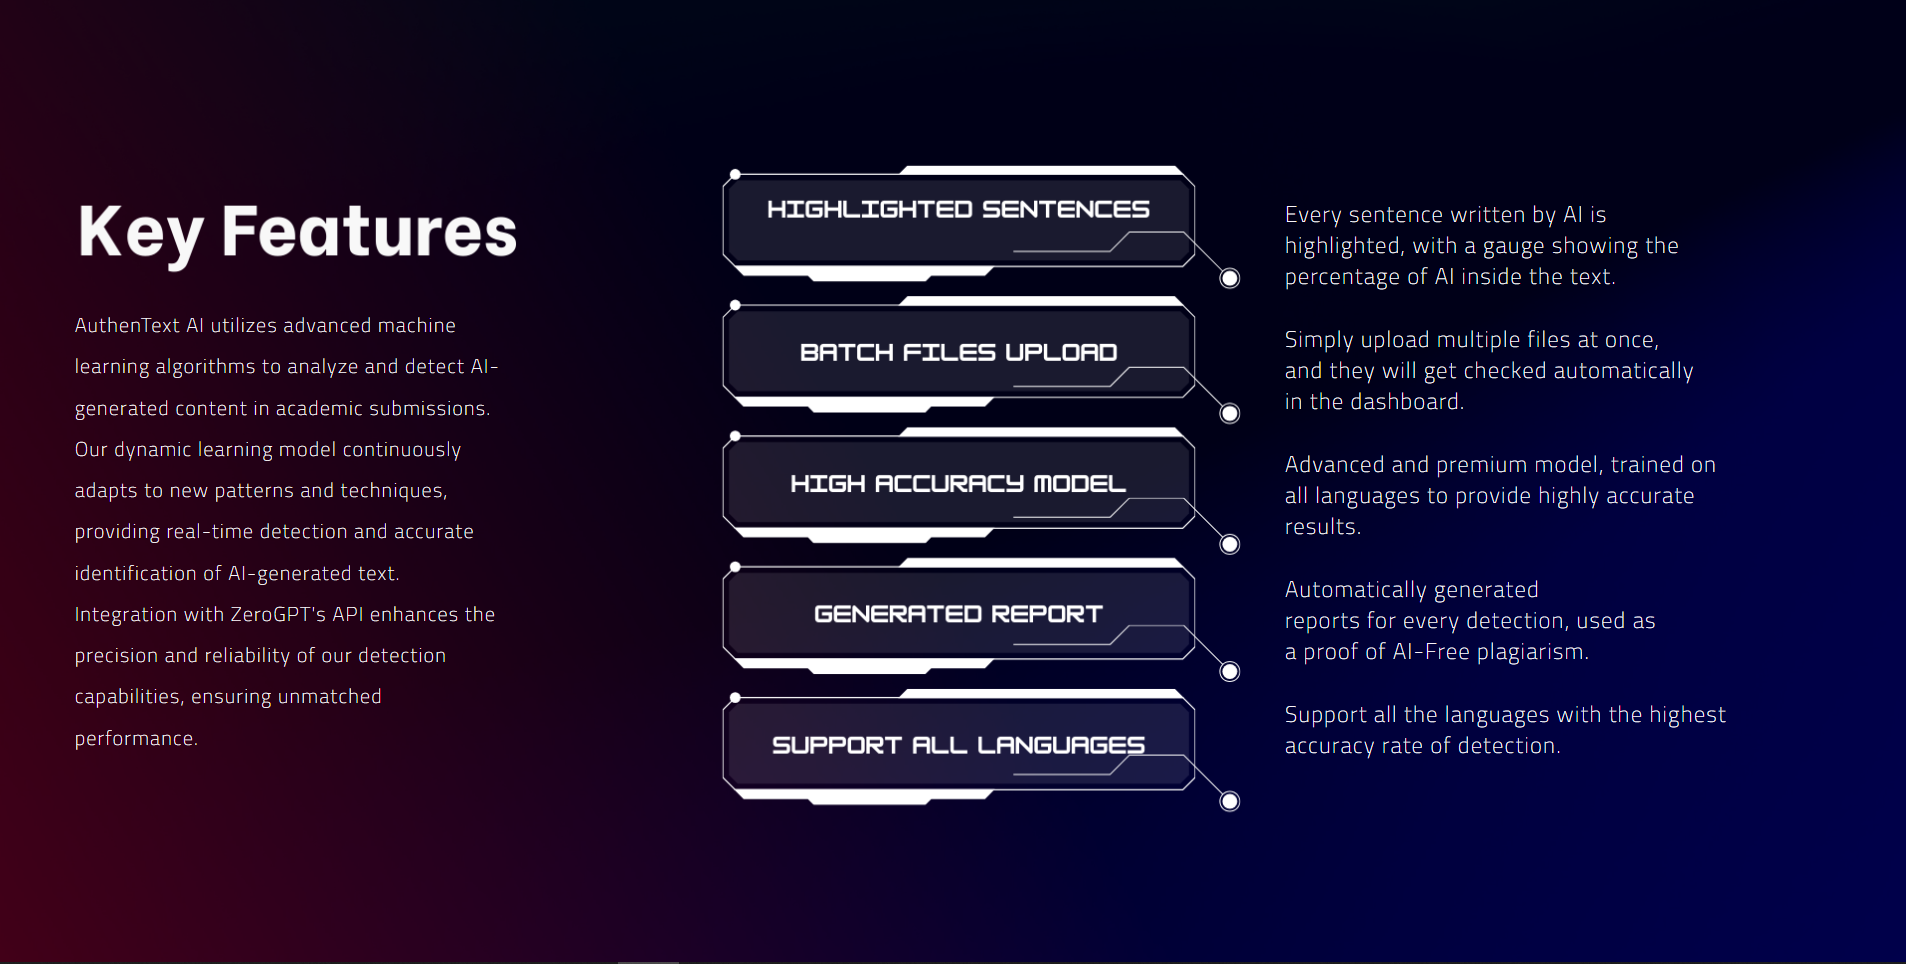 Key Features
AuthenText AI utilizes advanced machine
learning algorithms to analyze and detect AI-
generated content in academic submissions.
Our dynamic learning model continuously
adapts to new patterns and techniques,
providing real-time detection and accurate
identification of AI-generated text.
Integration with ZeroGPT's API enhances the
precision and reliability of our detection
capabilities, ensuring unmatched
performance.
HIGHLIGHTED SENTENCES
Every sentence written by AI is
highlighted, with a gauge showing the
percentage of AI inside the text.
BATCH FILES UPLOAD
Simply upload multiple files at once,
and they will get checked automatically
in the dashboard.
HIGH ACCURACY MODEL
Advanced and premium model, trained on
all languages to provide highly accurate
results.
GENERATED REPORT
Automatically generated
reports for every detection, used as
a proof of AI-Free plagiarism.
SUPPORT ALL LANGUAGES
Support all the languages with the highest
accuracy rate of detection.